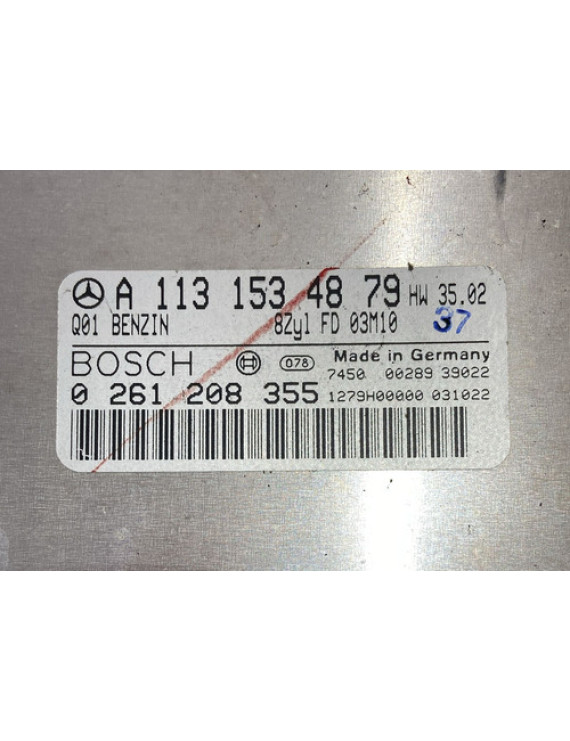 A 113 153 48 79 HW 35.02
Q01 BENZIN 8Zyl FD 03M10 37
BOSCH 078 Made in Germany
7450 00289 39022
0 261 208 355 1279H00000 031022